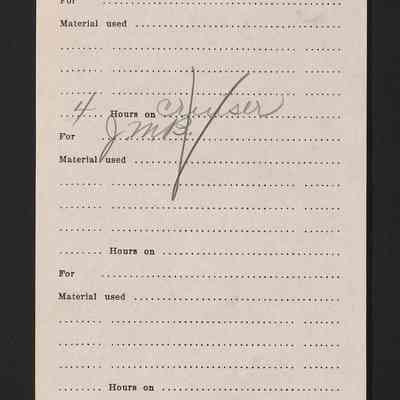 For
Material used
4 Hours on Cruiser
For J M B
Material used
Hours on
For
Material used
Hours on